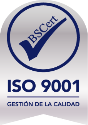 BSCert
ISO 9001
GESTIÓN DE LA CALIDAD